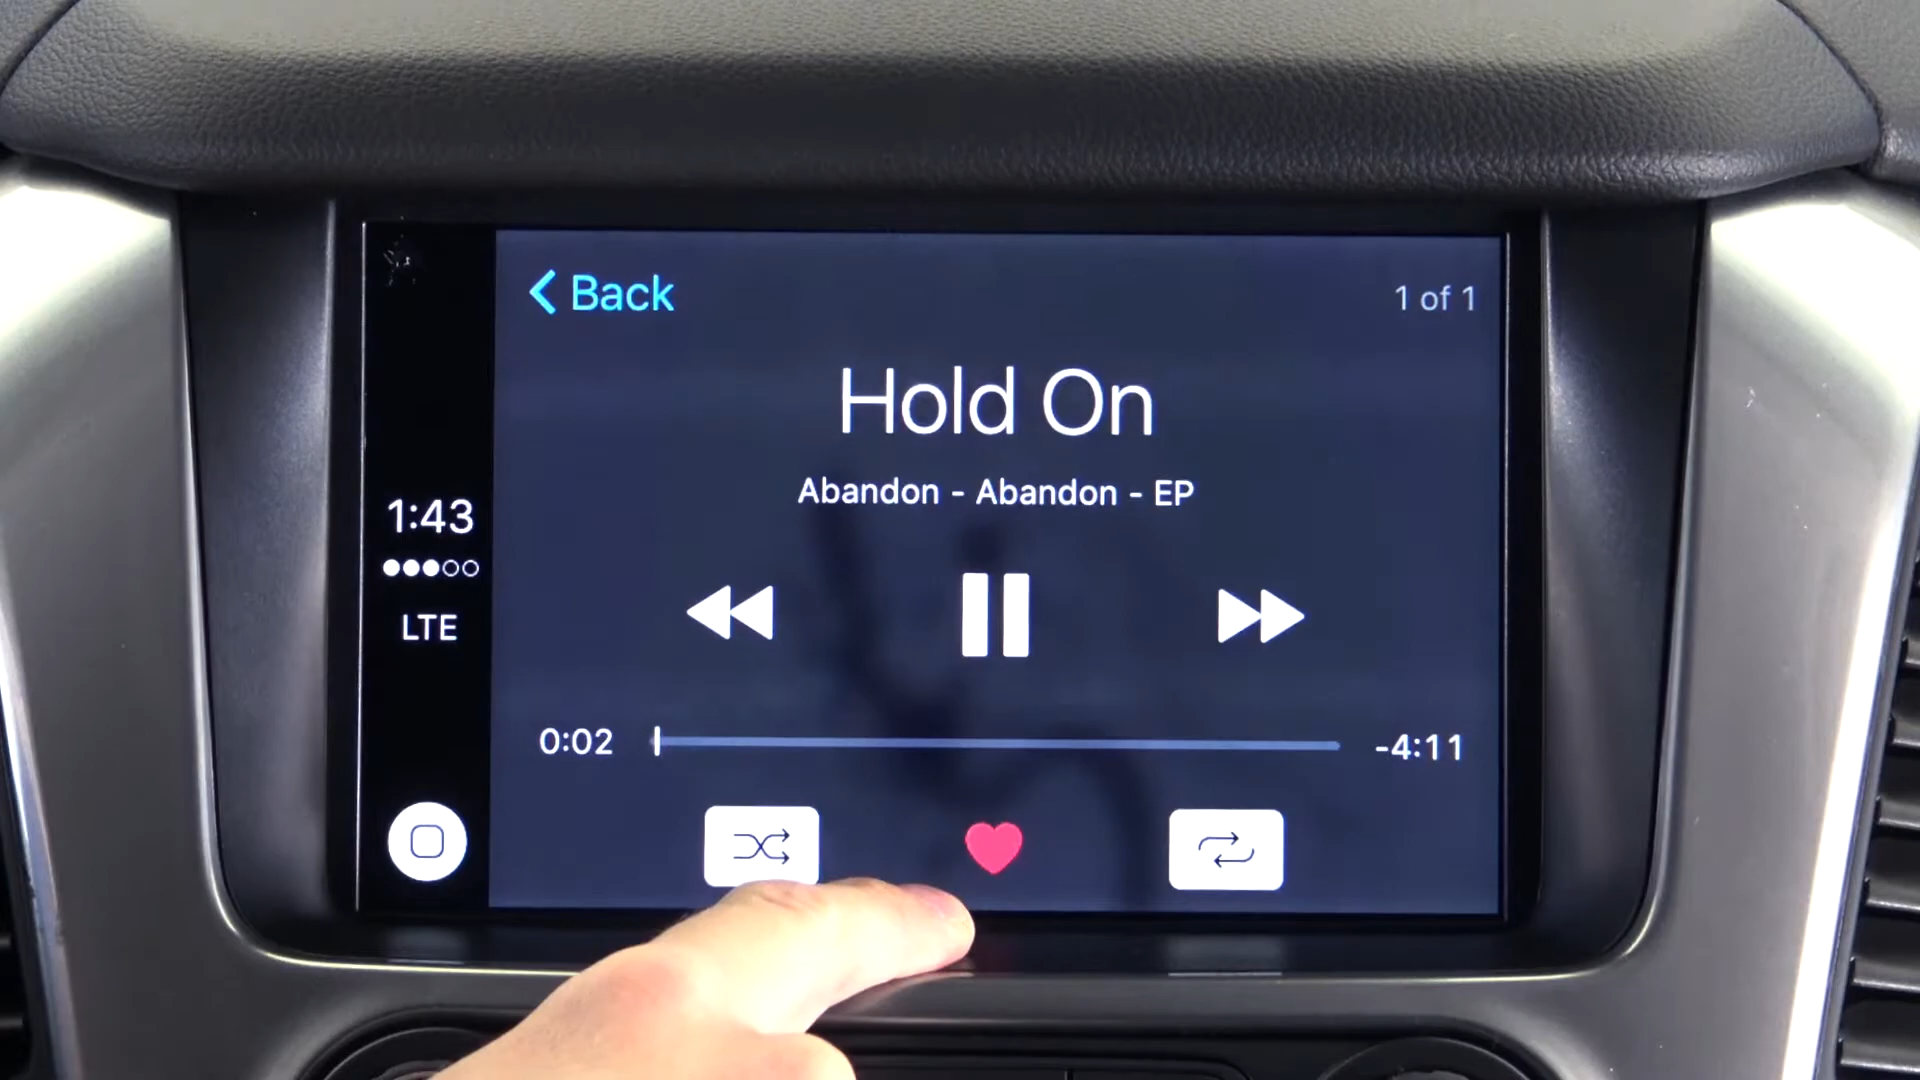 Back
1 of 1
Hold On
Abandon - Abandon - EP
1:43
LTE
0:02
-4:11